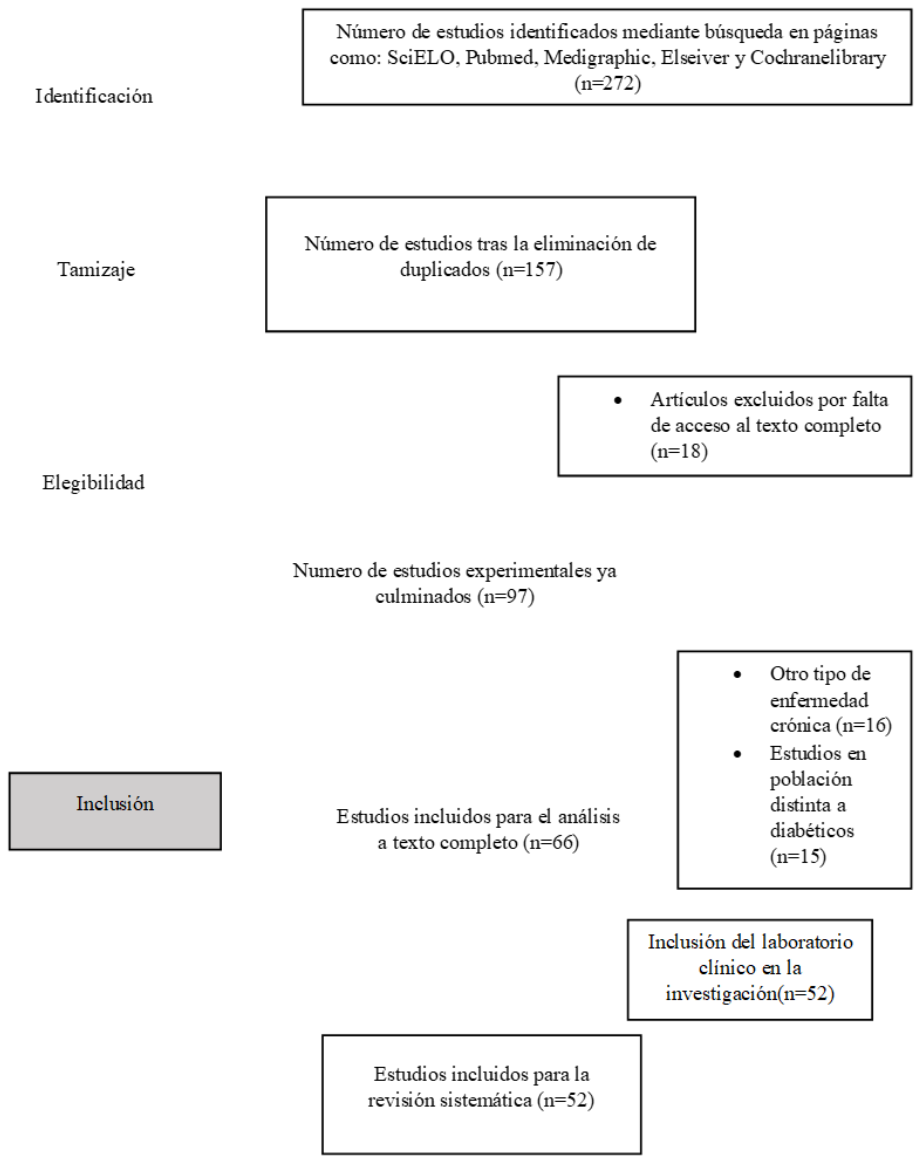 Número de estudios identificados mediante búsqueda en páginas
como: SciELO, Pubmed, Medigraphic, Elseiver y Cochranelibrary
(n=272)
Identificación
Número de estudios tras la eliminación de
duplicados (n=157)
Tamizaje
• Artículos excluidos por falta
de acceso al texto completo
(n=18)
Elegibilidad
Numero de estudios experimentales ya
culminados (n=97)
• Otro tipo de
enfermedad
crónica (n=16)
• Estudios en
población
distinta a
diabéticos
(n=15)
Inclusión
Estudios incluidos para el análisis
a texto completo (n=66)
Inclusión del laboratorio
clínico en la
investigación(n=52)
Estudios incluidos para la
revisión sistemática (n=52)